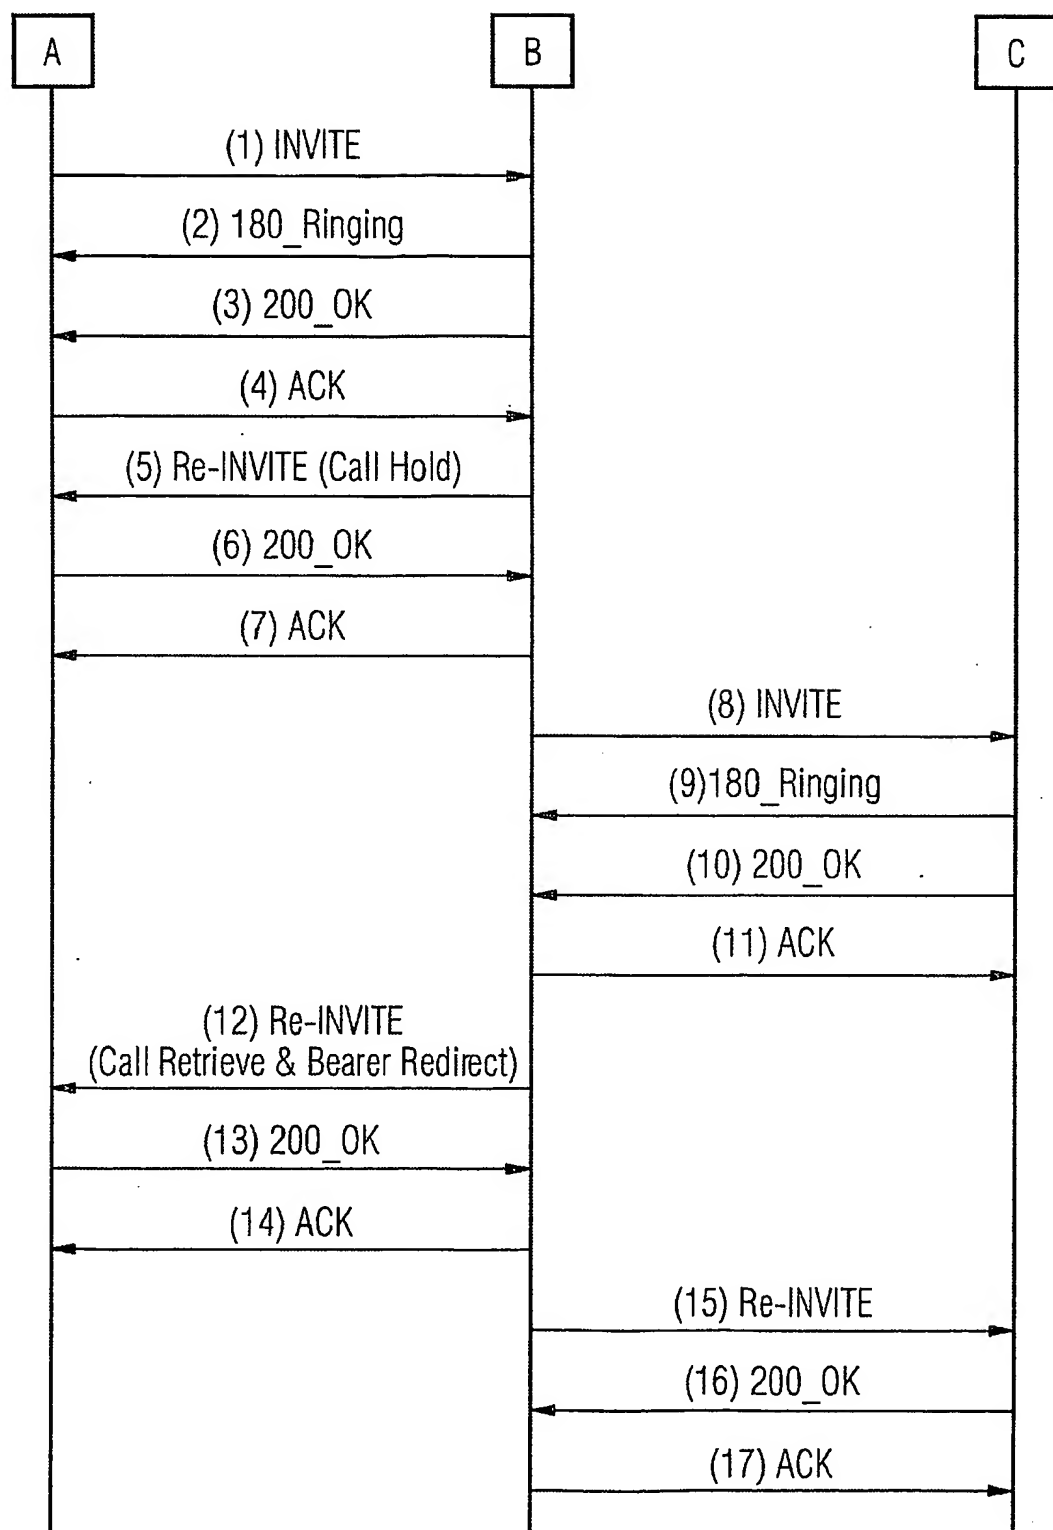 A
B
C
(1) INVITE
(2) 180_Ringing
(3) 200_OK
(4) ACK
(5) Re-INVITE (Call Hold)
(6) 200_OK
(7) ACK
(8) INVITE
(9)180_Ringing
(10) 200_OK
(11) ACK
(12) Re-INVITE
(Call Retrieve & Bearer Redirect)
(13) 200_OK
(14) ACK
(15) Re-INVITE
(16) 200_OK
(17) ACK